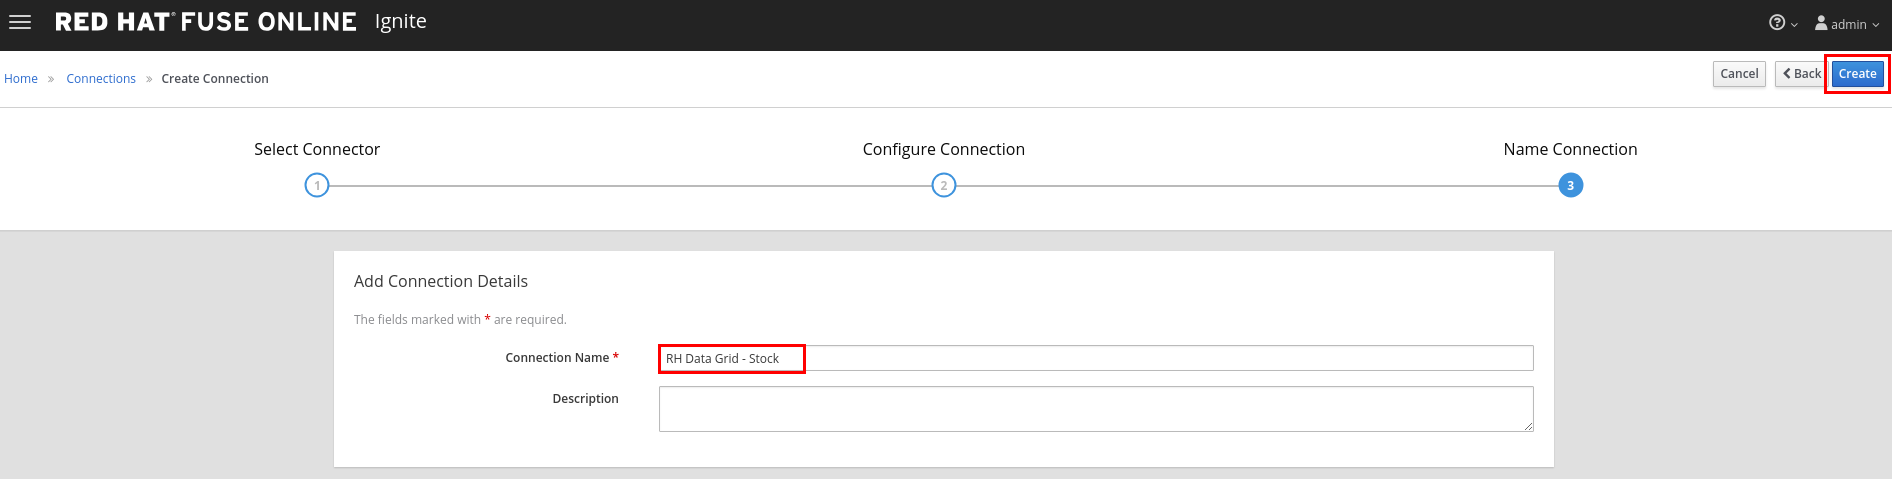 RED HAT® FUSE ONLINE Ignite
admin
Home » Connections » Create Connection
Cancel Back Create
Select Connector Configure Connection Name Connection
1 2 3
Add Connection Details
The fields marked with * are required.
Connection Name * RH Data Grid - Stock
Description